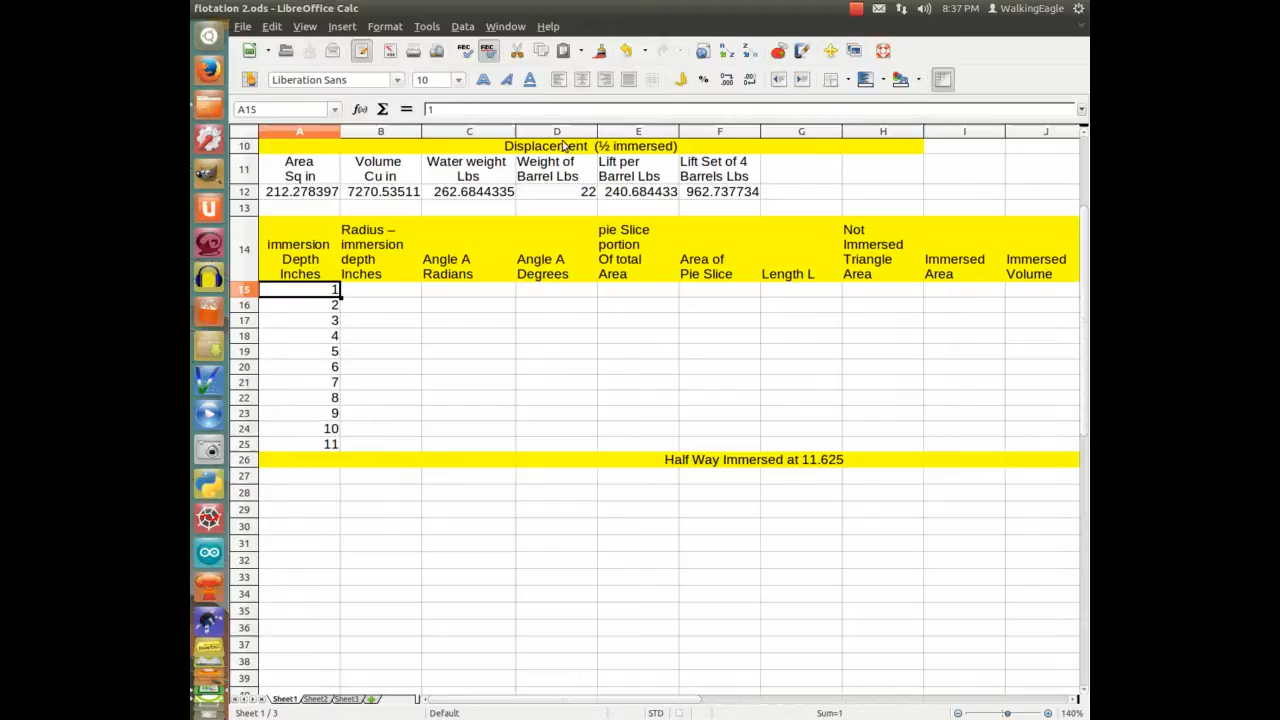 flotation 2.ods - LibreOffice Calc
8:37 PM
WalkingEagle
File Edit View Insert Format Tools Data Window Help
Liberation Sans
10
A15
1
A B C D E F G H I J
10 Displacement (½ immersed)
11
Area
Sq in
Volume
Cu in
Water weight
Lbs
Weight of
Barrel Lbs
Lift per
Barrel Lbs
Lift Set of 4
Barrels Lbs
12 212.278397 7270.53511 262.6844335 22 240.684433 962.737734
13
14
immersion
Depth
Inches
Radius –
immersion
depth
Inches
Angle A
Radians
Angle A
Degrees
pie Slice
portion
Of total
Area
Area of
Pie Slice
Length L
Not
Immersed
Triangle
Area
Immersed
Area
Immersed
Volume
15 1
16 2
17 3
18 4
19 5
20 6
21 7
22 8
23 9
24 10
25 11
26 Half Way Immersed at 11.625
27
28
29
30
31
32
33
34
35
36
37
38
39
Sheet1 Sheet2 Sheet3
Sheet 1 / 3
Default
STD
Sum=1
140%